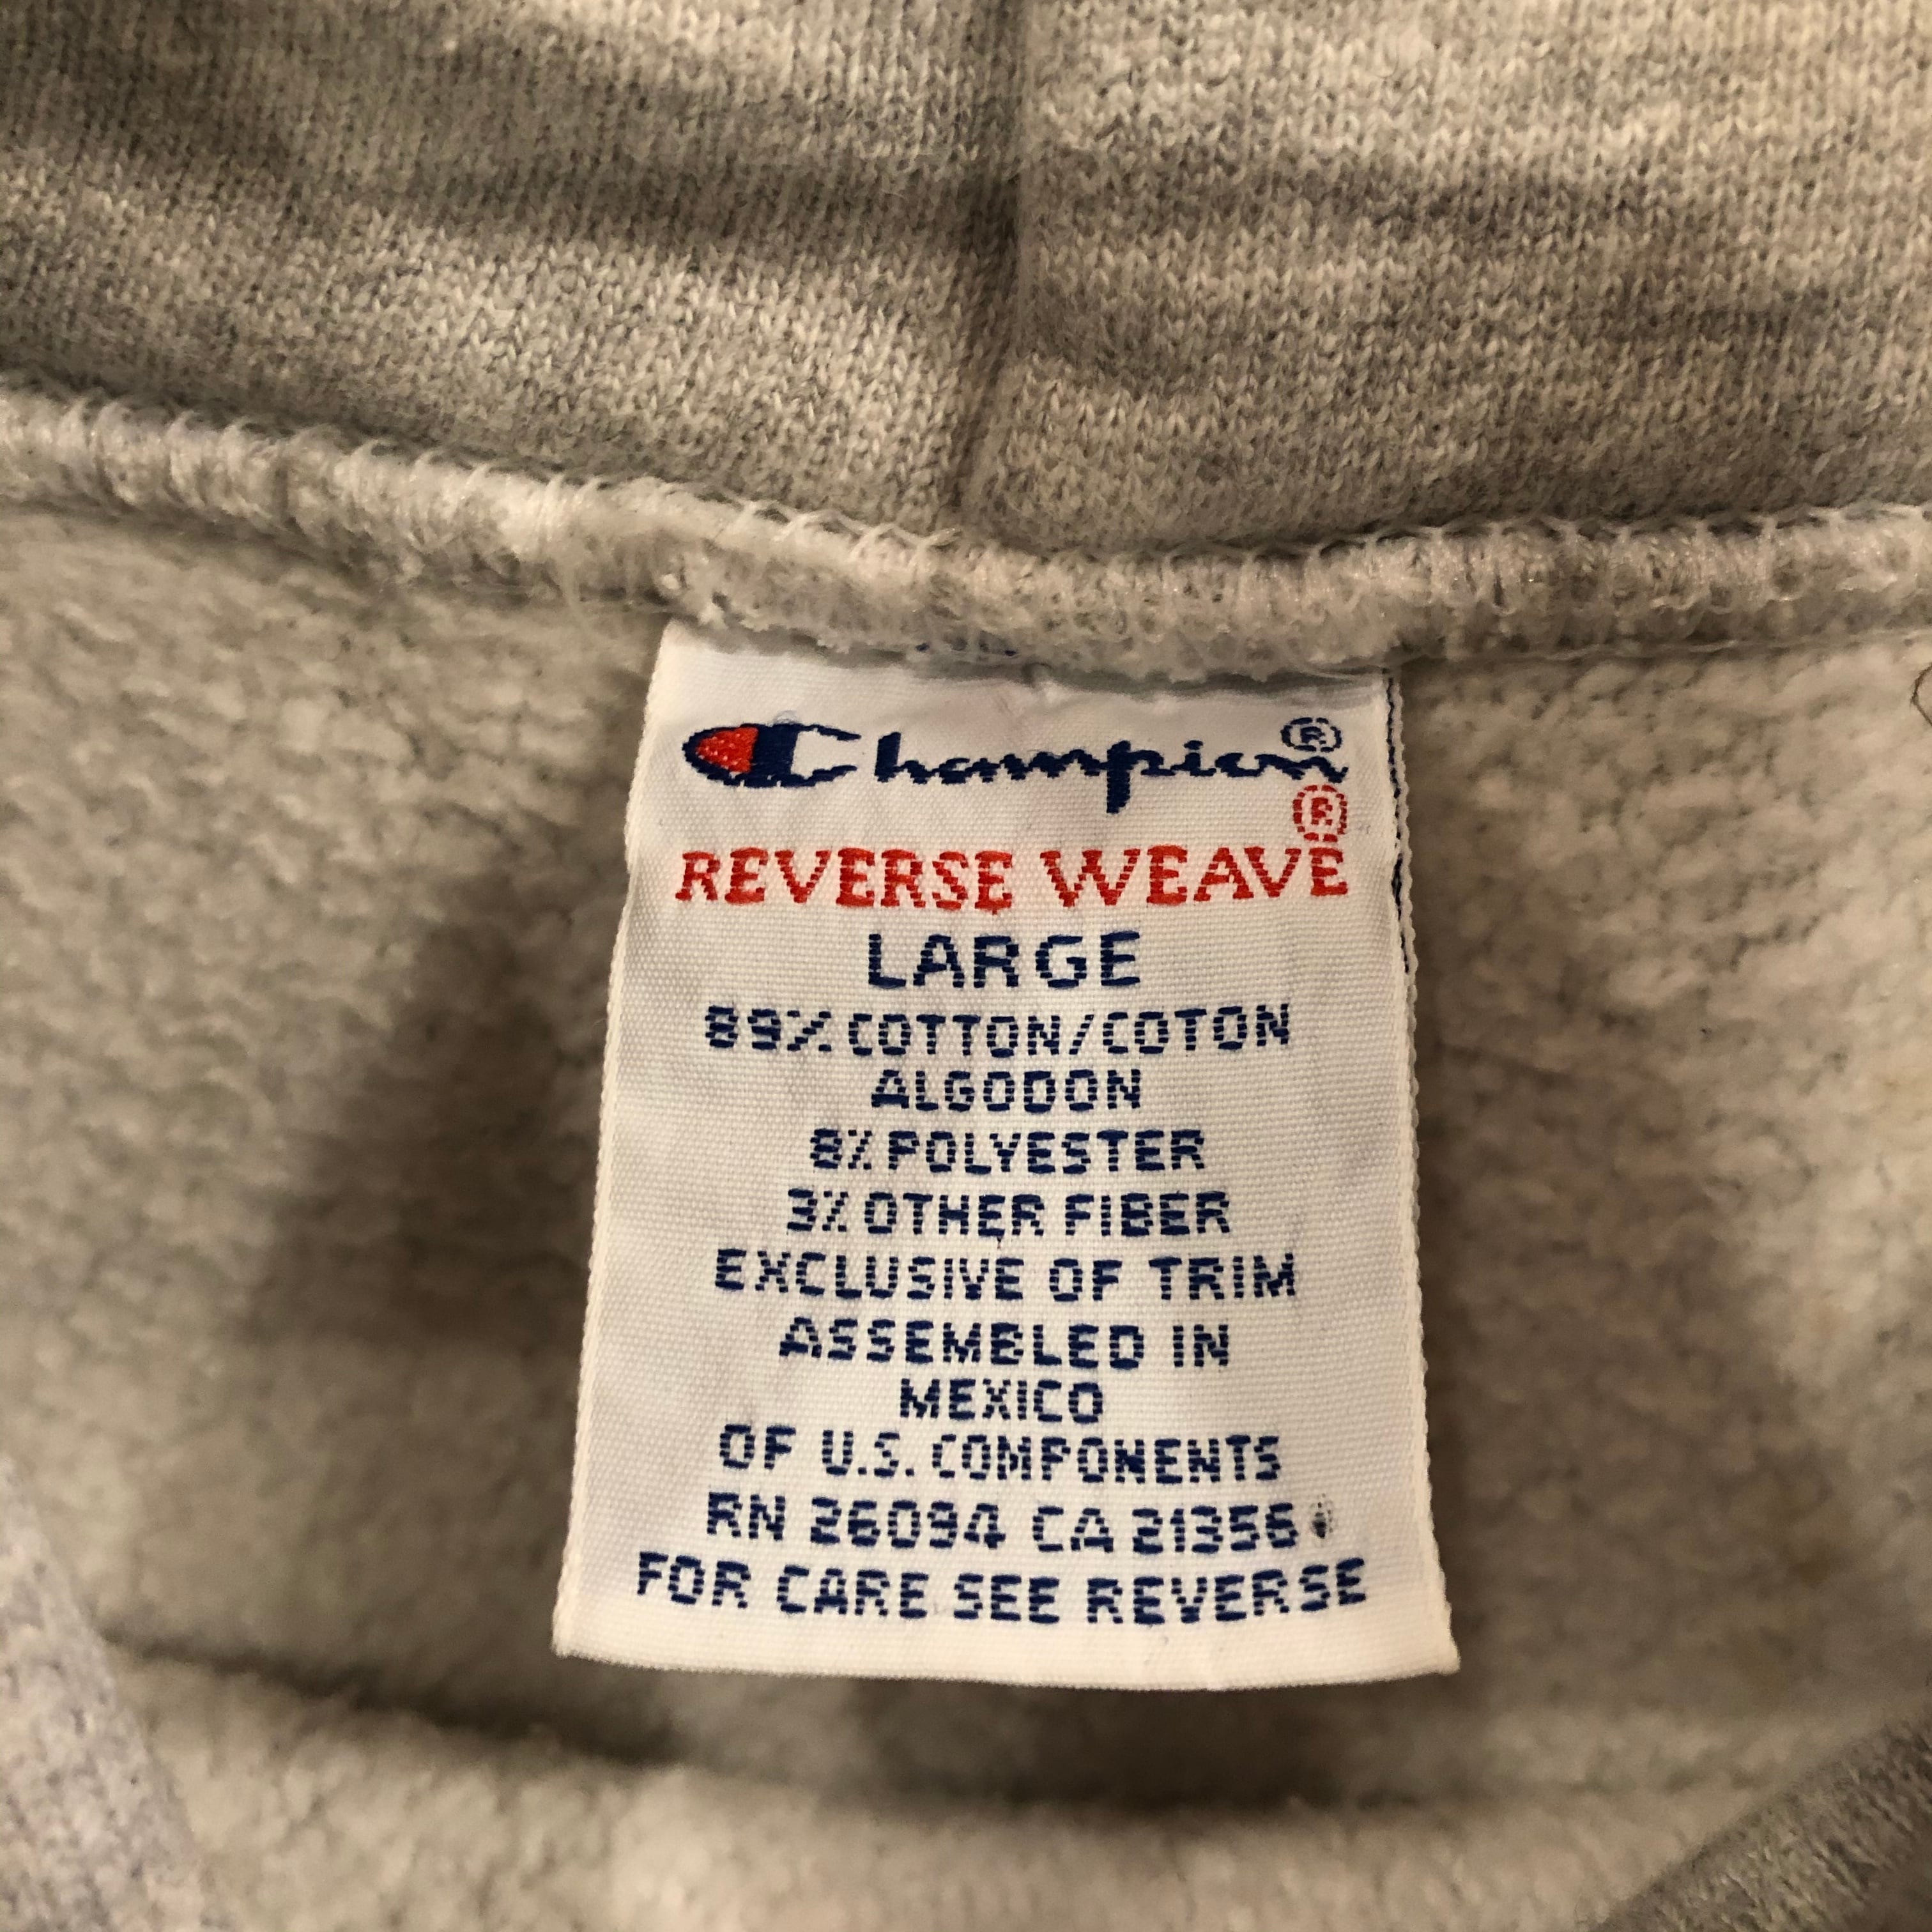 Champion®
®
REVERSE WEAVE
LARGE
89% COTTON/COTON
ALGODON
8% POLYESTER
3% OTHER FIBER
EXCLUSIVE OF TRIM
ASSEMBLED IN
MEXICO
OF U.S. COMPONENTS
RN 26094 CA 21356
FOR CARE SEE REVERSE